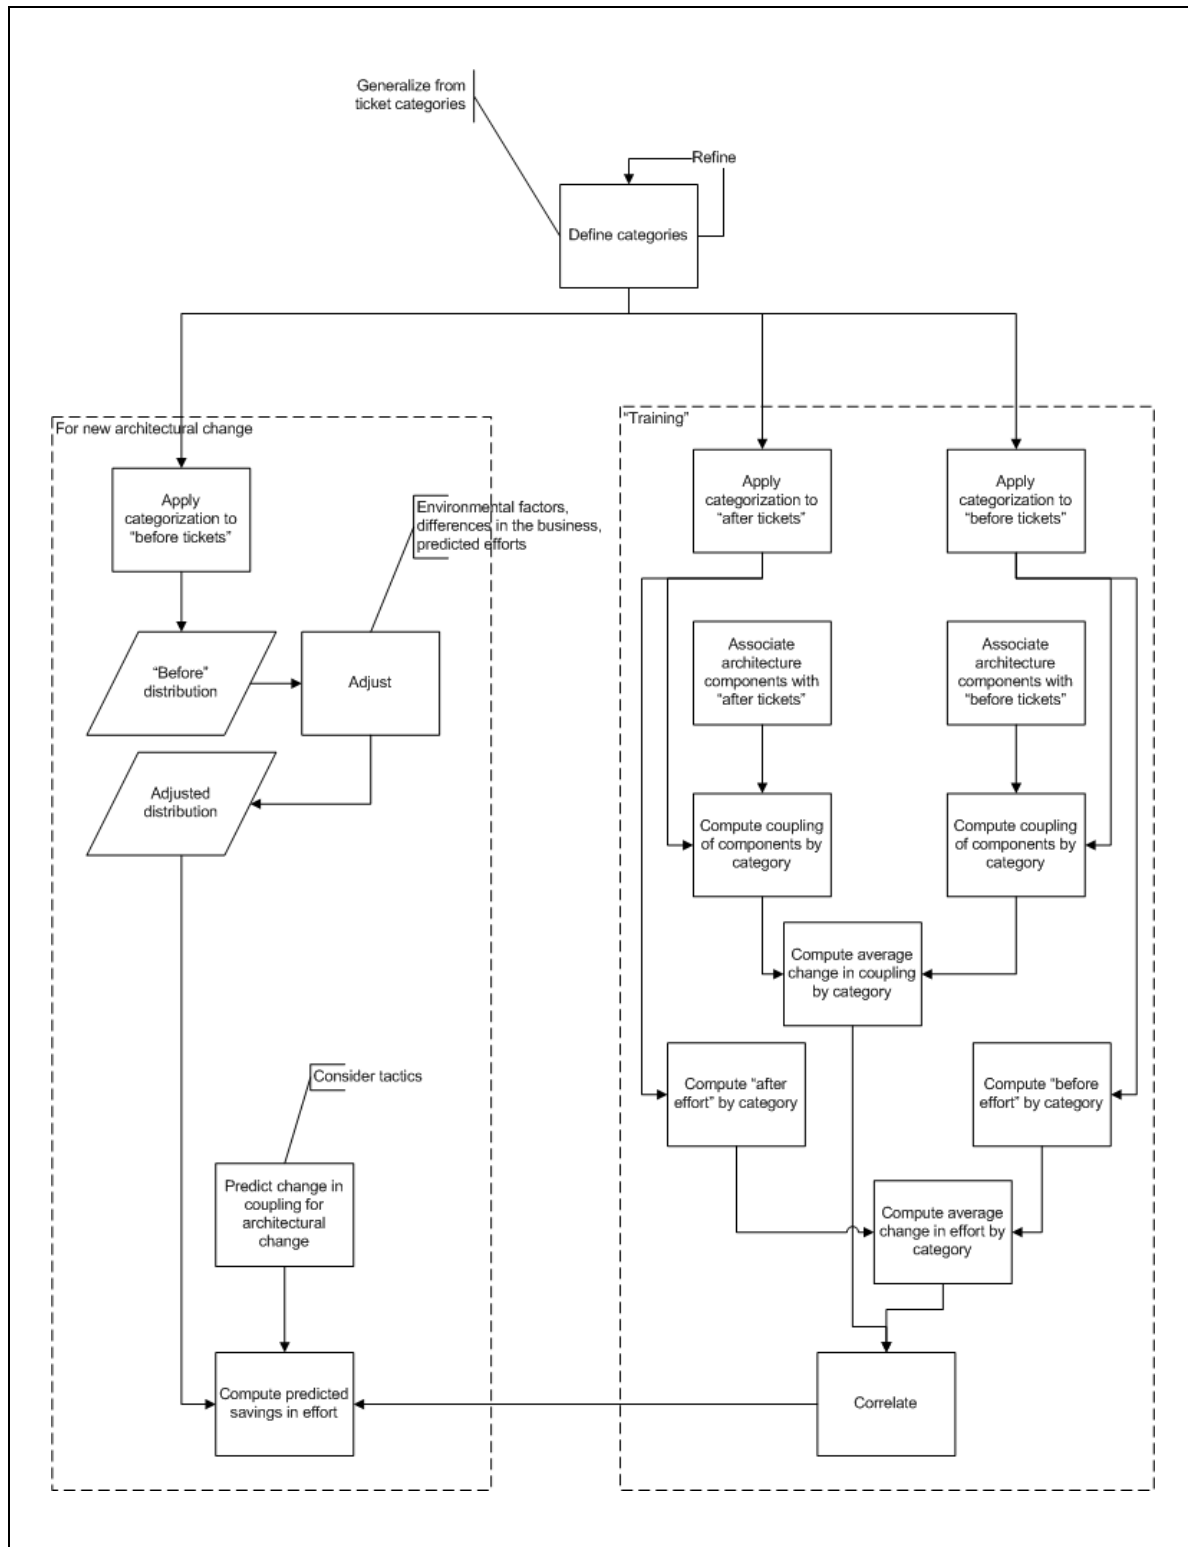 Generalize from
ticket categories
Refine
Define categories
For new architectural change
"Training"
Apply
categorization to
“before tickets”
Environmental factors,
differences in the business,
predicted efforts
Apply
categorization to
“after tickets”
Apply
categorization to
“before tickets”
“Before”
distribution
Adjust
Associate
architecture
components with
“after tickets”
Associate
architecture
components with
“before tickets”
Adjusted
distribution
Compute coupling
of components by
category
Compute coupling
of components by
category
Compute average
change in coupling
by category
Consider tactics
Compute “after
effort” by category
Compute “before
effort” by category
Predict change in
coupling for
architectural
change
Compute average
change in effort by
category
Compute predicted
savings in effort
Correlate